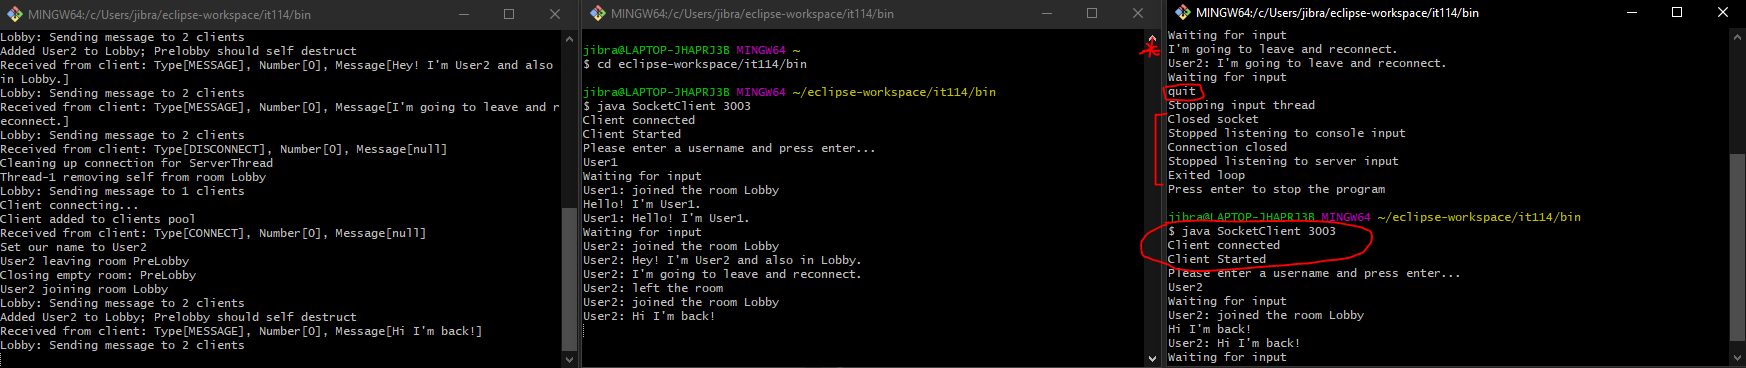 MINGW64:/c/Users/jibra/eclipse-workspace/it114/bin
Lobby: Sending message to 2 clients
Added User2 to Lobby; Prelobby should self destruct
Received from client: Type[MESSAGE], Number[0], Message[Hey! I'm User2 and also
in Lobby.]
Lobby: Sending message to 2 clients
Received from client: Type[MESSAGE], Number[0], Message[I'm going to leave and r
econnect.]
Lobby: Sending message to 2 clients
Received from client: Type[DISCONNECT], Number[0], Message[null]
Cleaning up connection for ServerThread
Thread-1 removing self from room Lobby
Lobby: Sending message to 1 clients
Client connecting...
Client added to clients pool
Received from client: Type[CONNECT], Number[0], Message[null]
Set our name to User2
User2 leaving room PreLobby
Closing empty room: PreLobby
User2 joining room Lobby
Lobby: Sending message to 2 clients
Added User2 to Lobby; Prelobby should self destruct
Received from client: Type[MESSAGE], Number[0], Message[Hi I'm back!]
Lobby: Sending message to 2 clients
MINGW64:/c/Users/jibra/eclipse-workspace/it114/bin
jibra@LAPTOP-JHAPRJ3B MINGW64 ~
$ cd eclipse-workspace/it114/bin
jibra@LAPTOP-JHAPRJ3B MINGW64 ~/eclipse-workspace/it114/bin
$ java SocketClient 3003
Client connected
Client Started
Please enter a username and press enter...
User1
Waiting for input
User1: joined the room Lobby
Hello! I'm User1.
User1: Hello! I'm User1.
Waiting for input
User2: joined the room Lobby
User2: Hey! I'm User2 and also in Lobby.
User2: I'm going to leave and reconnect.
User2: left the room
User2: joined the room Lobby
User2: Hi I'm back!
MINGW64:/c/Users/jibra/eclipse-workspace/it114/bin
Waiting for input
I'm going to leave and reconnect.
User2: I'm going to leave and reconnect.
Waiting for input
quit
Stopping input thread
Closed socket
Stopped listening to console input
Connection closed
Stopped listening to server input
Exited loop
Press enter to stop the program
jibra@LAPTOP-JHAPRJ3B MINGW64 ~/eclipse-workspace/it114/bin
$ java SocketClient 3003
Client connected
Client Started
Please enter a username and press enter...
User2
Waiting for input
User2: joined the room Lobby
Hi I'm back!
User2: Hi I'm back!
Waiting for input